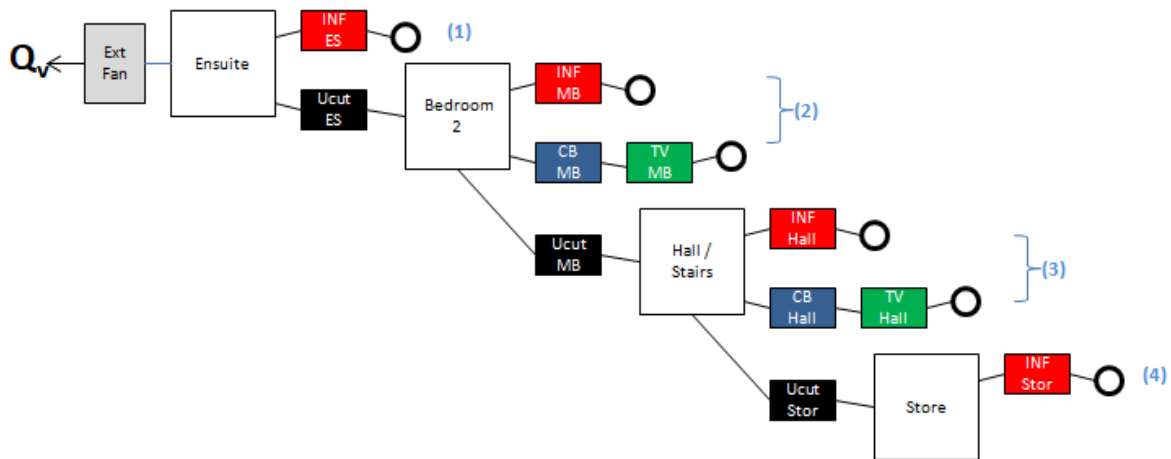 Qv
Ext
Fan
Ensuite
INF
ES
(1)
Ucut
ES
Bedroom
2
INF
MB
(2)
CB
MB
TV
MB
Ucut
MB
Hall /
Stairs
INF
Hall
(3)
CB
Hall
TV
Hall
Ucut
Stor
Store
INF
Stor
(4)